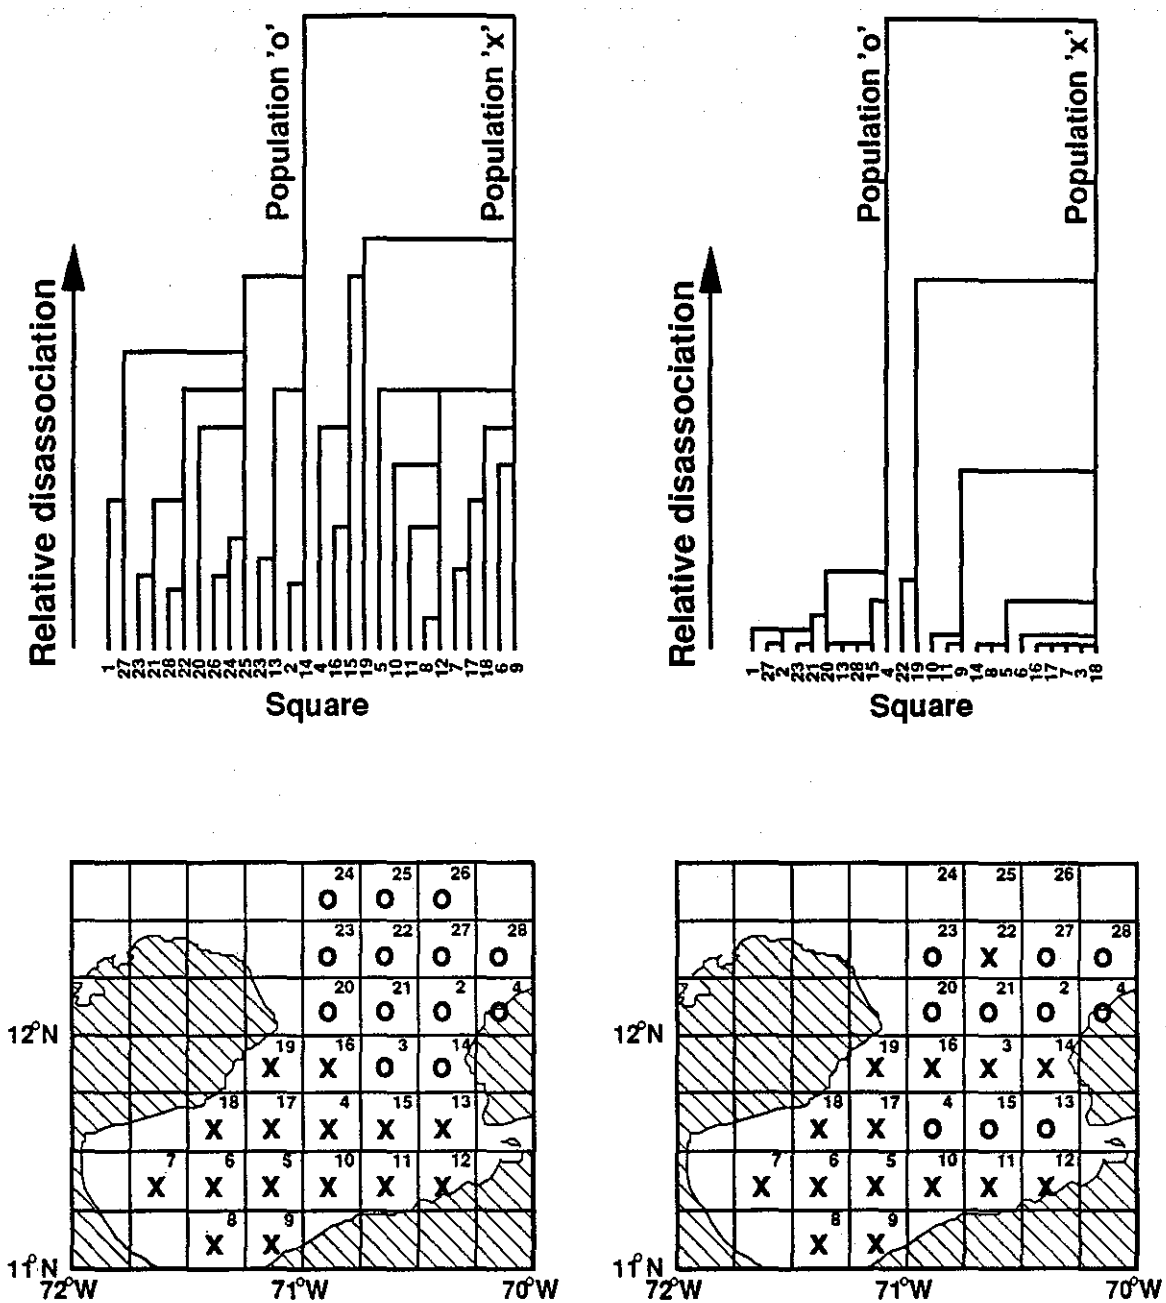 Population 'o'
Population 'x'
Relative disassociation
1 27 23 21 28 22 20 26 24 25 23 13 2 14 4 16 15 19 5 10 11 8 12 7 17 18 6 9
Square
Population 'o'
Population 'x'
Relative disassociation
1 27 2 23 21 20 13 28 15 4 22 19 10 11 9 14 8 5 6 16 17 7 3 18
Square
24 25 26
o o o
23 22 27 28
o o o o
20 21 2 4
o o o o
12°N
19 16 3 14
x x o o
18 17 4 15 13
x x x x x
7 6 5 10 11 12
x x x x x x
8 9
x x
11°N
72°W 71°W 70°W
24 25 26
23 22 27 28
o x o o
20 21 2 4
o o o o
12°N
19 16 3 14
x x x x
18 17 4 15 13
x x o o o
7 6 5 10 11 12
x x x x x x
8 9
x x
11°N
72°W 71°W 70°W